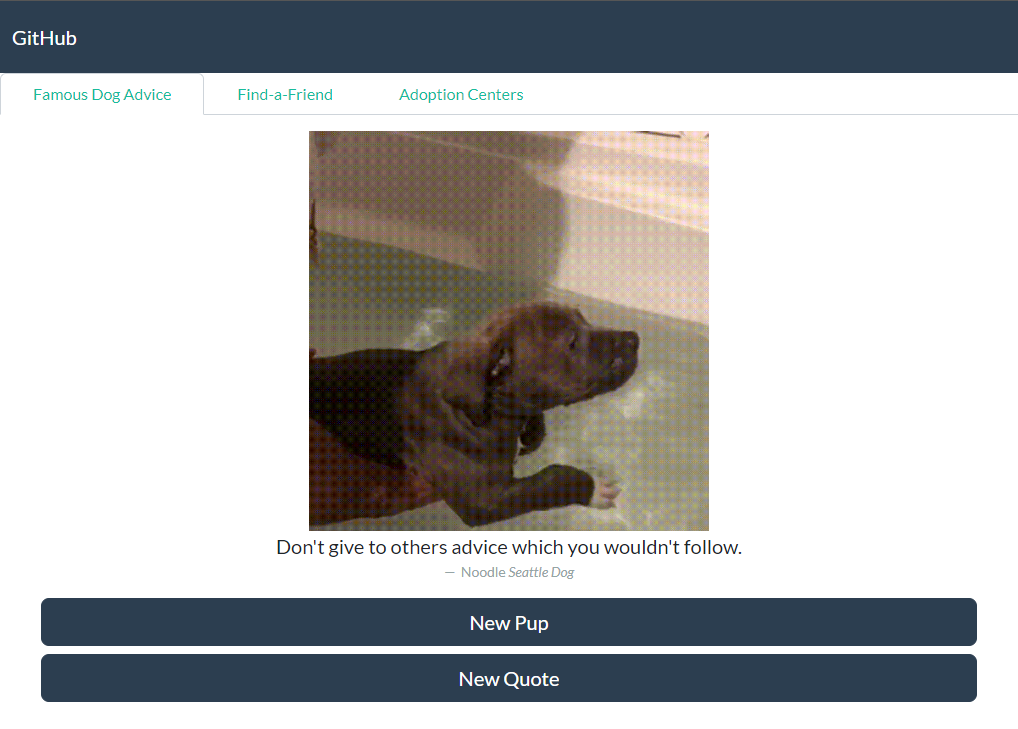 GitHub
Famous Dog Advice
Find-a-Friend
Adoption Centers
Don't give to others advice which you wouldn't follow.
— Noodle Seattle Dog
New Pup
New Quote